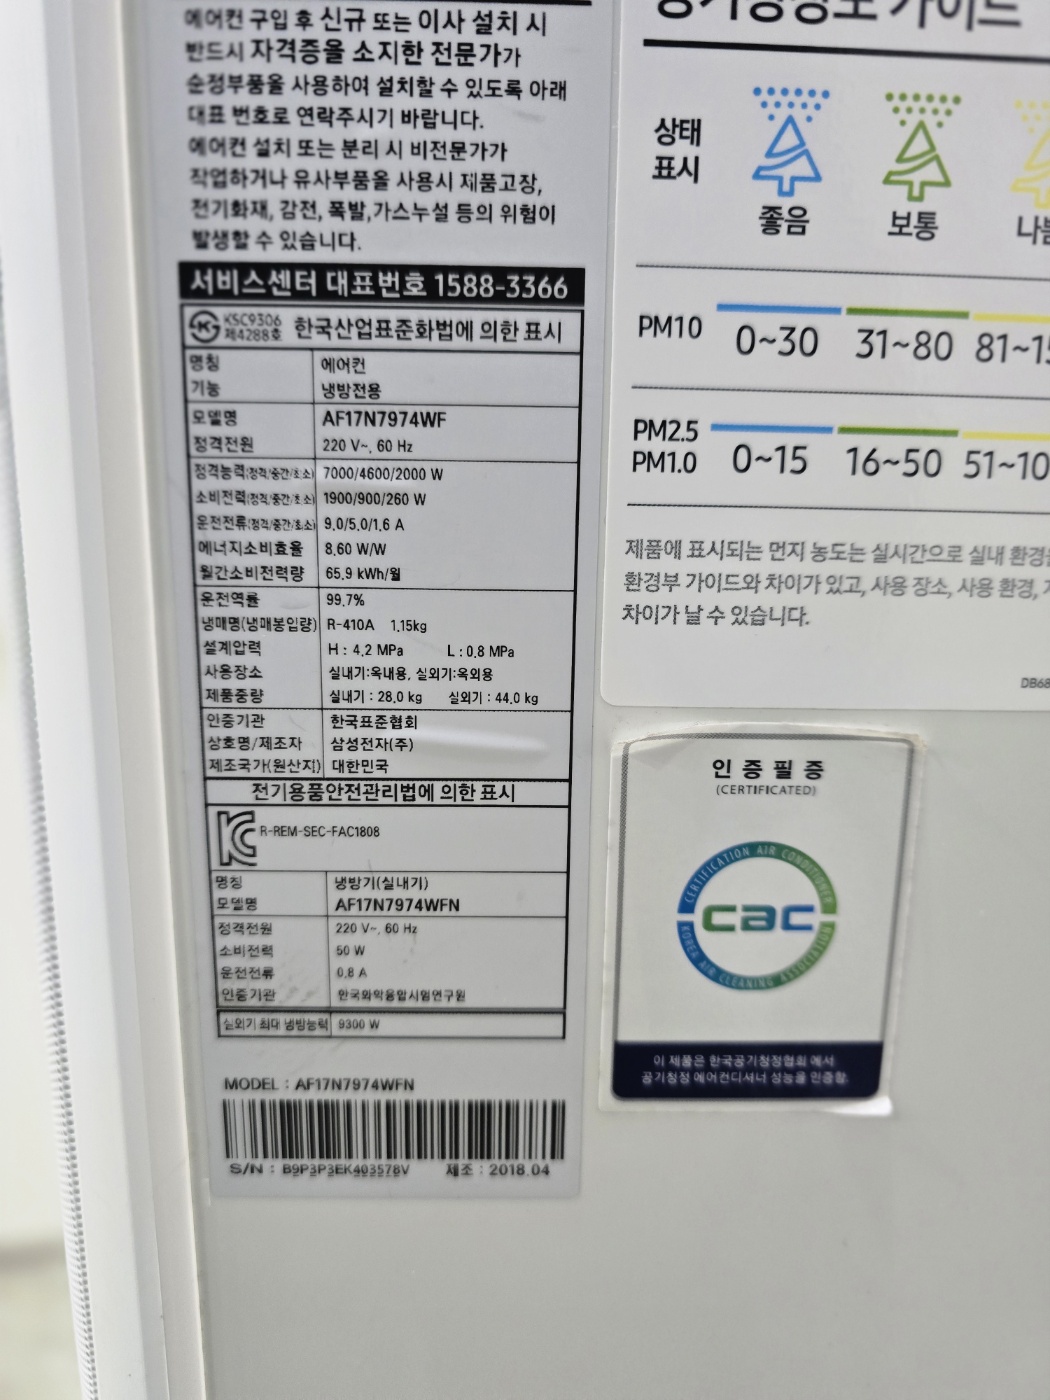 에어컨 구입 후 신규 또는 이사 설치 시
반드시 자격증을 소지한 전문가가
순정부품을 사용하여 설치할 수 있도록 아래
대표 번호로 연락주시기 바랍니다.
에어컨 설치 또는 분리 시 비전문가가
작업하거나 유사부품을 사용시 제품고장,
전기화재, 감전, 폭발,가스누설 등의 위험이
발생할 수 있습니다.
서비스센터 대표번호 1588-3366
KSC9306
제4288호
한국산업표준화법에 의한 표시
명칭 에어컨
기능 냉방전용
모델명 AF17N7974WF
정격전원 220 V~, 60 Hz
정격능력(정격/중간/최소) 7000/4600/2000 W
소비전력(정격/중간/최소) 1900/900/260 W
운전전류(정격/중간/최소) 9.0/5.0/1.6 A
에너지소비효율 8.60 W/W
월간소비전력량 65.9 kWh/월
운전역률 99.7%
냉매명(냉매봉입량) R-410A 1.15kg
설계압력 H : 4.2 MPa L : 0.8 MPa
사용장소 실내기:옥내용, 실외기:옥외용
제품중량 실내기 : 28.0 kg 실외기 : 44.0 kg
인증기관 한국표준협회
상호명/제조자 삼성전자(주)
제조국가(원산지) 대한민국
전기용품안전관리법에 의한 표시
R-REM-SEC-FAC1808
명칭 냉방기(실내기)
모델명 AF17N7974WFN
정격전원 220 V~, 60 Hz
소비전력 50 W
운전전류 0.8 A
인증기관 한국화학융합시험연구원
실외기 최대 냉방능력 9300 W
MODEL : AF17N7974WFN
S/N : B9P3P3EK403578V 제조 : 2018.04
가이드
상태
표시
좋음 보통
PM10 0~30 31~80
PM2.5
PM1.0
0~15 16~50
제품에 표시되는 먼지 농도는 실시간으로 실내
환경부 가이드와 차이가 있고, 사용 장소, 사용 환경,
차이가 날 수 있습니다.
DB68
인증필증
(CERTIFICATED)
CERTIFICATION AIR CONDITIONER
cac
KOREA AIR CLEANING ASSOCIATION
이 제품은 한국공기청정협회 에서
공기청정 에어컨디셔너 성능을 인증함.